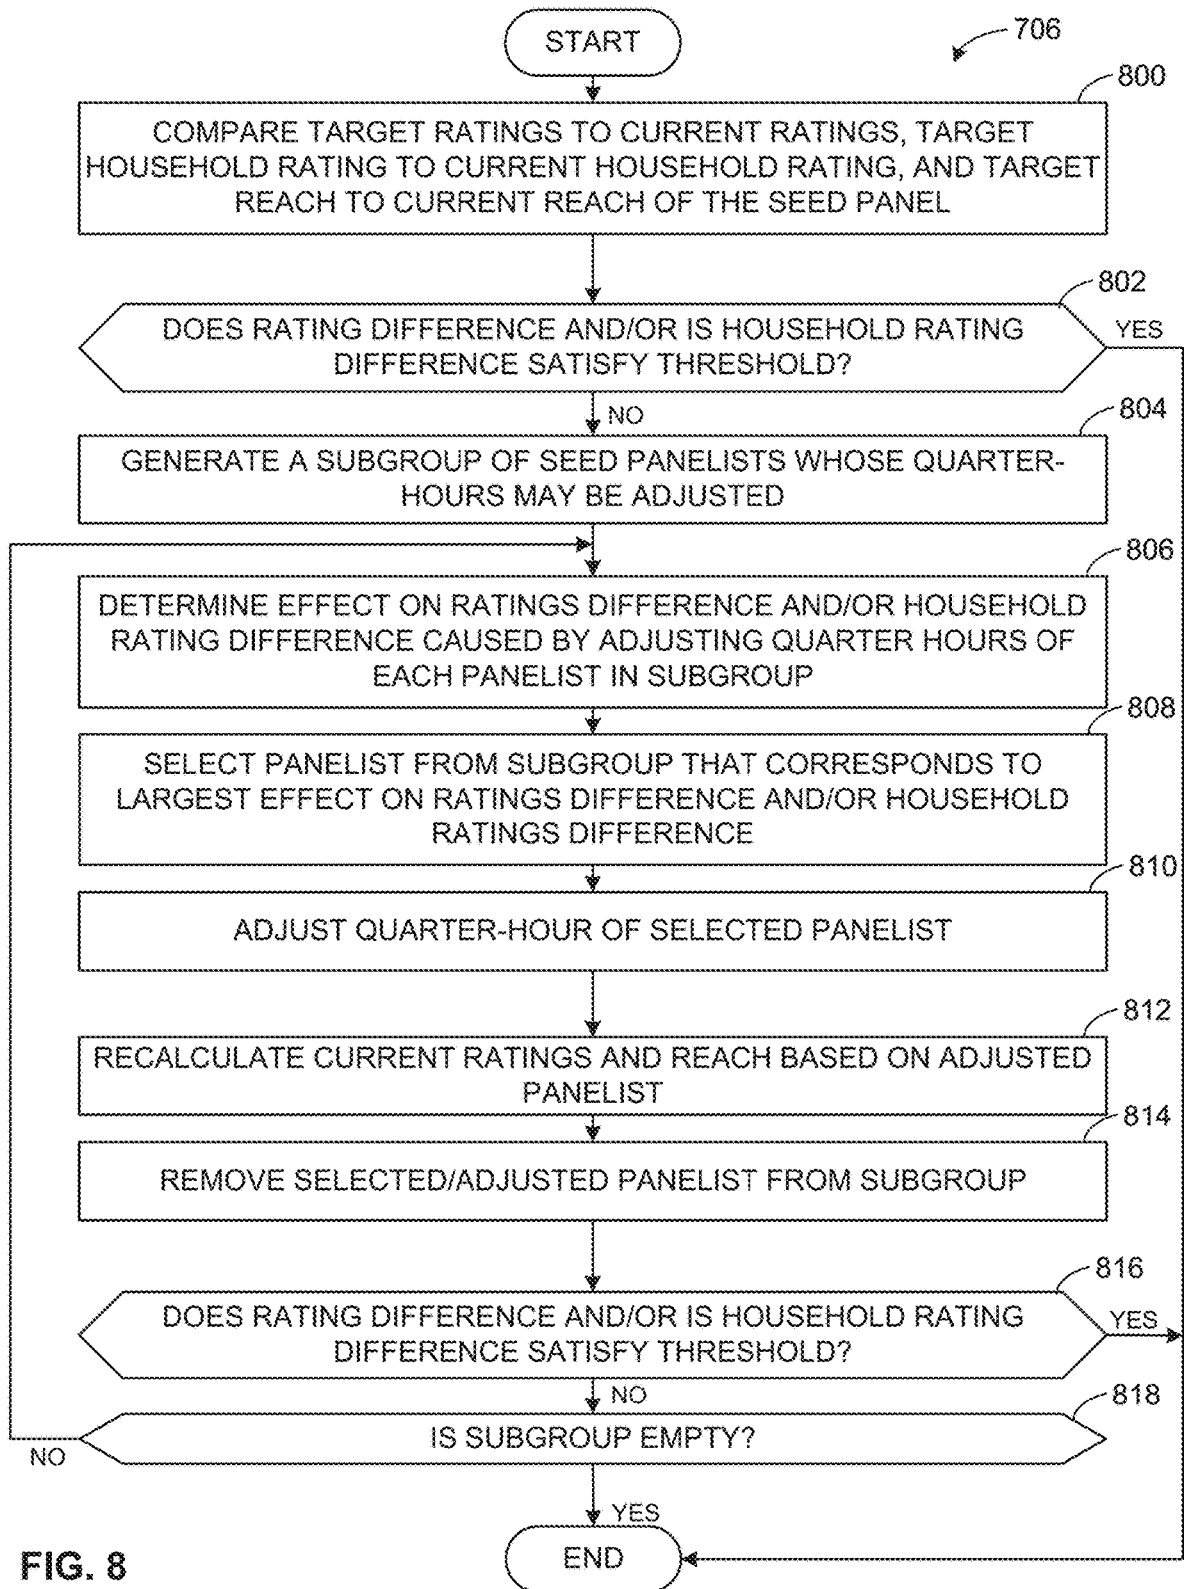 START
706
800
COMPARE TARGET RATINGS TO CURRENT RATINGS, TARGET
HOUSEHOLD RATING TO CURRENT HOUSEHOLD RATING, AND TARGET
REACH TO CURRENT REACH OF THE SEED PANEL
802
DOES RATING DIFFERENCE AND/OR IS HOUSEHOLD RATING
DIFFERENCE SATISFY THRESHOLD?
YES
NO
804
GENERATE A SUBGROUP OF SEED PANELISTS WHOSE QUARTER-
HOURS MAY BE ADJUSTED
806
DETERMINE EFFECT ON RATINGS DIFFERENCE AND/OR HOUSEHOLD
RATING DIFFERENCE CAUSED BY ADJUSTING QUARTER HOURS OF
EACH PANELIST IN SUBGROUP
808
SELECT PANELIST FROM SUBGROUP THAT CORRESPONDS TO
LARGEST EFFECT ON RATINGS DIFFERENCE AND/OR HOUSEHOLD
RATINGS DIFFERENCE
810
ADJUST QUARTER-HOUR OF SELECTED PANELIST
812
RECALCULATE CURRENT RATINGS AND REACH BASED ON ADJUSTED
PANELIST
814
REMOVE SELECTED/ADJUSTED PANELIST FROM SUBGROUP
816
DOES RATING DIFFERENCE AND/OR IS HOUSEHOLD RATING
DIFFERENCE SATISFY THRESHOLD?
YES
NO
818
IS SUBGROUP EMPTY?
NO
YES
END
FIG. 8